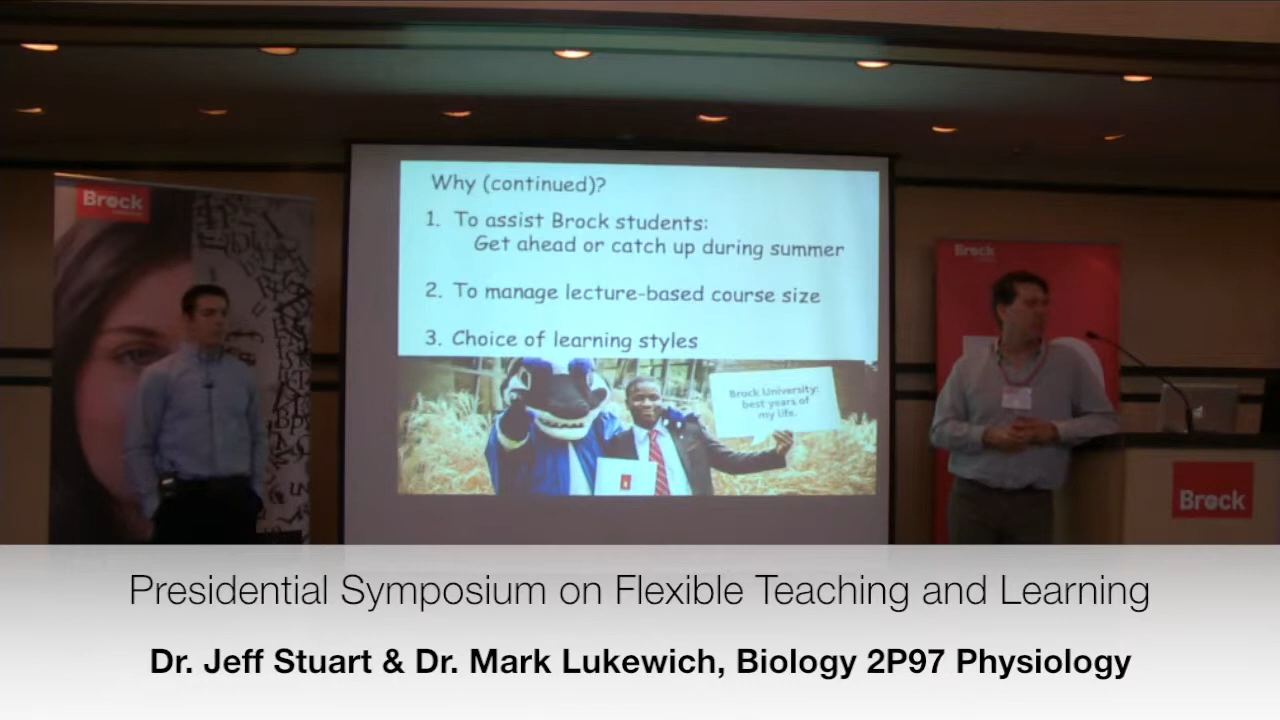 Brock
Why (continued)?
1. To assist Brock students:
Get ahead or catch up during summer
2. To manage lecture-based course size
3. Choice of learning styles
Brock University:
best years of
my life.
Brock
Brock
Presidential Symposium on Flexible Teaching and Learning
Dr. Jeff Stuart & Dr. Mark Lukewich, Biology 2P97 Physiology